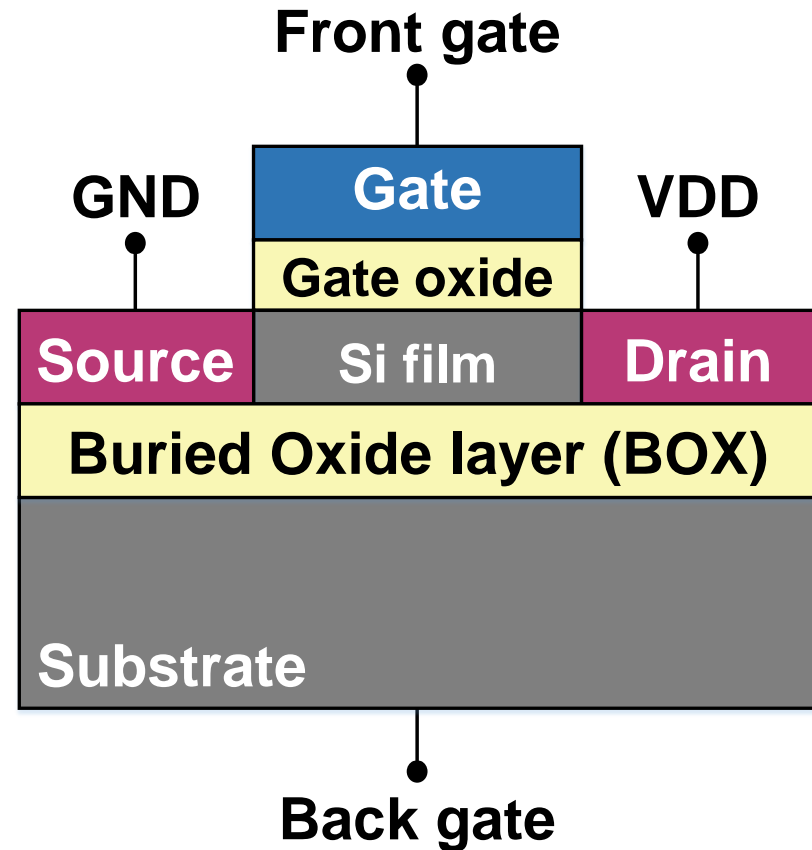 Front gate
GND
Gate
VDD
Gate oxide
Source
Si film
Drain
Buried Oxide layer (BOX)
Substrate
Back gate